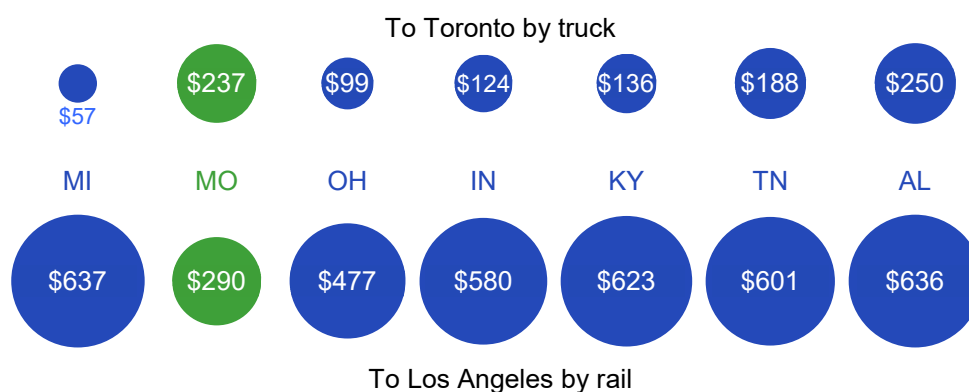 To Toronto by truck
$237 $99 $124 $136 $188 $250
$57
MI MO OH IN KY TN AL
$637 $290 $477 $580 $623 $601 $636
To Los Angeles by rail